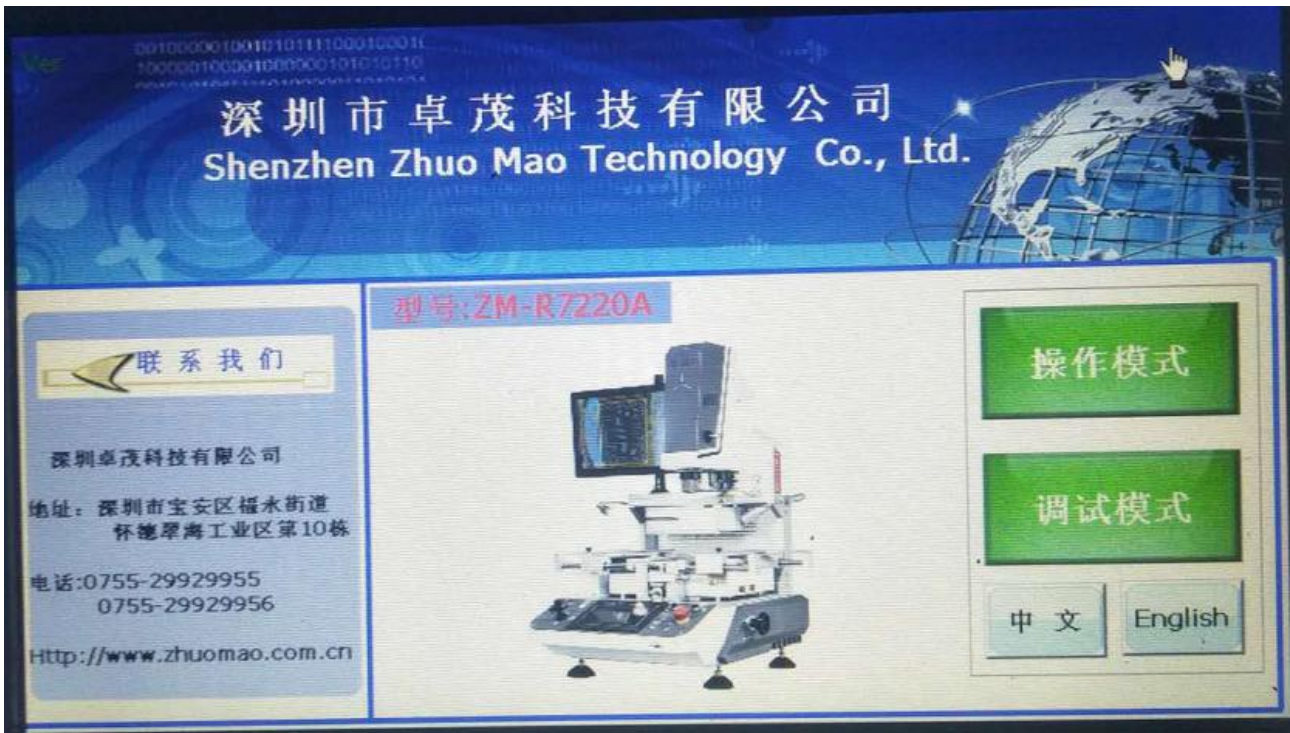 Ver
001000001001010111100010001
100000100001000000101010110
深圳市卓茂科技有限公司
Shenzhen Zhuo Mao Technology Co., Ltd.
型号:ZM-R7220A
联系我们
深圳卓茂科技有限公司
地址：深圳市宝安区福永街道
怀德翠海工业区第10栋
电话:0755-29929955
0755-29929956
Http://www.zhuomao.com.cn
操作模式
调试模式
中文
English